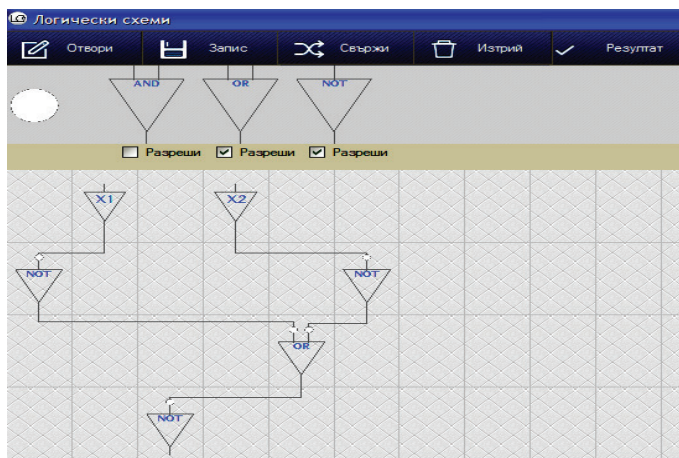 Логически схеми
Отвори Запис Свържи Изтрий Резултат
AND OR NOT
Разреши Разреши Разреши
X1 X2
NOT NOT
OR
NOT